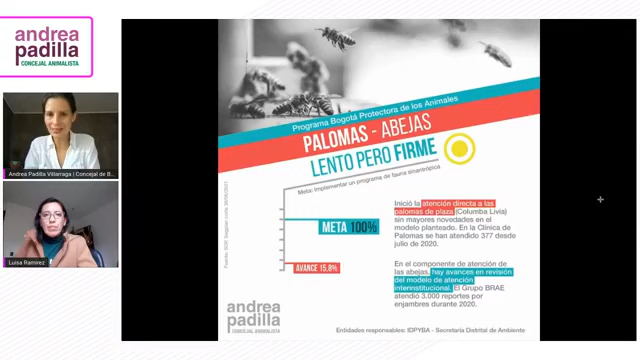 andrea
padilla
CONCEJAL ANIMALISTA
Andrea Padilla Villarraga | Concejal de B...
Luisa Ramirez
Programa Bogotá Protectora de los Animales
PALOMAS - ABEJAS
LENTO PERO FIRME
Meta: Implementar un programa de fauna sinantrópica
META 100%
AVANCE 15,8%
Inició la atención directa a las
palomas de plaza (Columba Livia)
sin mayores novedades en el
modelo planteado. En la Clínica de
Palomas se han atendido 377 desde
julio de 2020.
En el componente de atención de
las abejas, hay avances en revisión
del modelo de atención
interinstitucional. El Grupo BRAE
atendió 3.000 reportes por
enjambres durante 2020.
andrea
padilla
CONCEJAL ANIMALISTA
Entidades responsables: IDPYBA - Secretaría Distrital de Ambiente